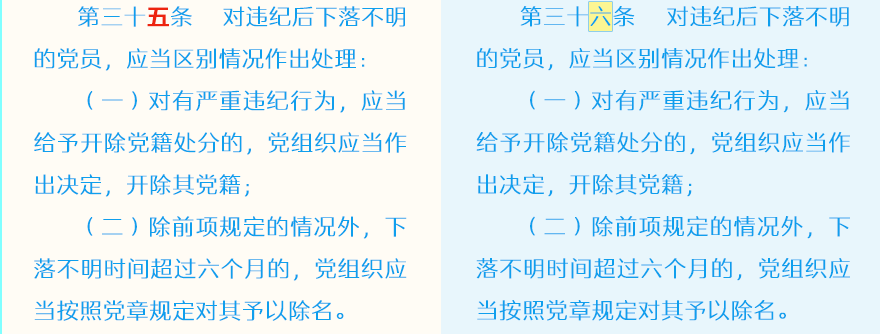 第三十五条 对违纪后下落不明
的党员，应当区别情况作出处理：
（一）对有严重违纪行为，应当
给予开除党籍处分的，党组织应当作
出决定，开除其党籍；
（二）除前项规定的情况外，下
落不明时间超过六个月的，党组织应
当按照党章规定对其予以除名。
第三十六条 对违纪后下落不明
的党员，应当区别情况作出处理：
（一）对有严重违纪行为，应当
给予开除党籍处分的，党组织应当作
出决定，开除其党籍；
（二）除前项规定的情况外，下
落不明时间超过六个月的，党组织应
当按照党章规定对其予以除名。